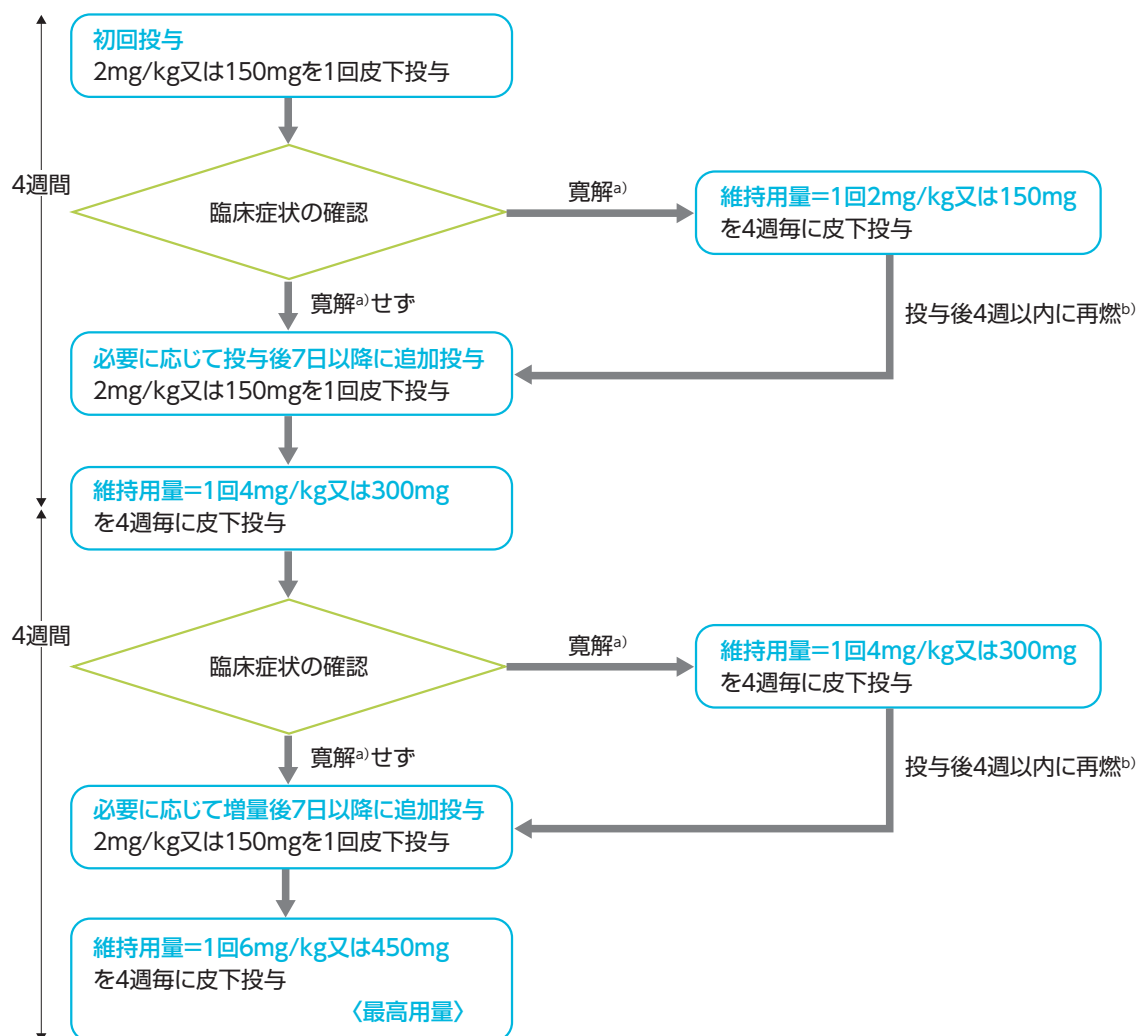 初回投与
2mg/kg又は150mgを1回皮下投与
4週間
臨床症状の確認
寛解a)
維持用量=1回2mg/kg又は150mg
を4週毎に皮下投与
寛解a)せず
投与後4週以内に再燃b)
必要に応じて投与後7日以降に追加投与
2mg/kg又は150mgを1回皮下投与
維持用量=1回4mg/kg又は300mg
を4週毎に皮下投与
4週間
臨床症状の確認
寛解a)
維持用量=1回4mg/kg又は300mg
を4週毎に皮下投与
寛解a)せず
投与後4週以内に再燃b)
必要に応じて増量後7日以降に追加投与
2mg/kg又は150mgを1回皮下投与
維持用量=1回6mg/kg又は450mg
を4週毎に皮下投与
〈最高用量〉